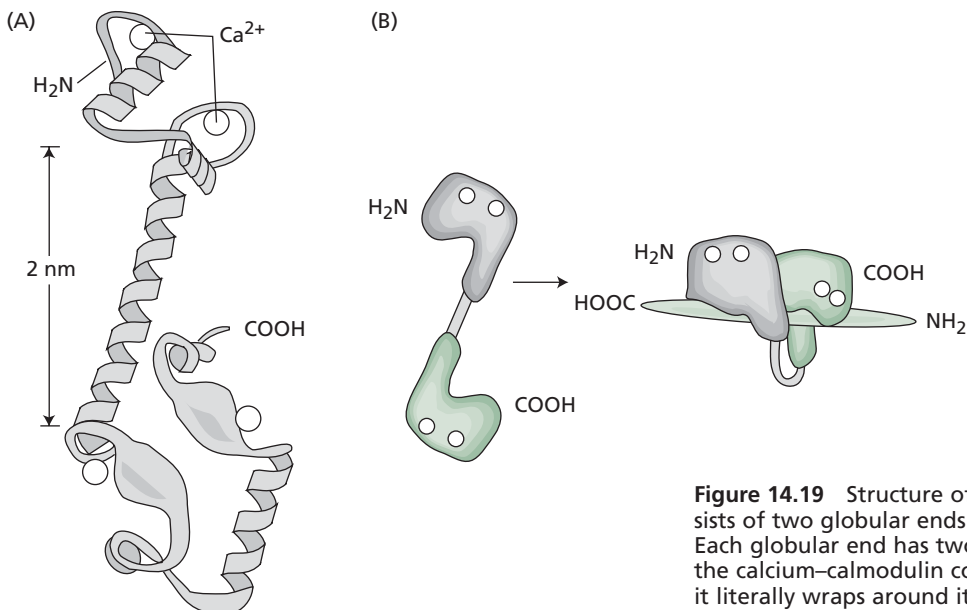 (A)
Ca²⁺
H₂N
2 nm
COOH
(B)
H₂N
COOH
H₂N
COOH
HOOC
NH₂
Figure 14.19 Structure of
sists of two globular ends
Each globular end has two
the calcium–calmodulin co
it literally wraps around it